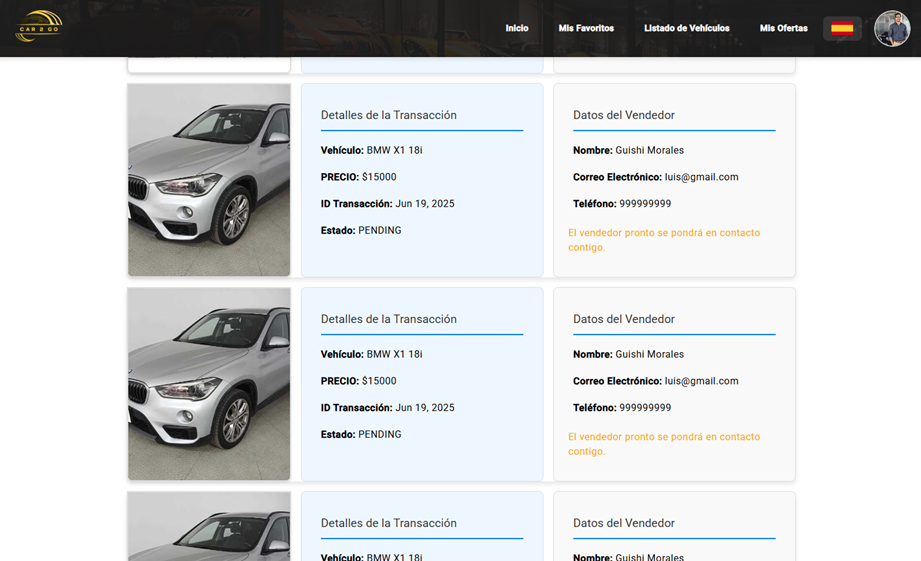 CAR 2 GO
Inicio
Mis Favoritos
Listado de Vehículos
Mis Ofertas
Detalles de la Transacción
Vehículo: BMW X1 18i
PRECIO: $15000
ID Transacción: Jun 19, 2025
Estado: PENDING
Datos del Vendedor
Nombre: Guishi Morales
Correo Electrónico: luis@gmail.com
Teléfono: 999999999
El vendedor pronto se pondrá en contacto
contigo.
Detalles de la Transacción
Vehículo: BMW X1 18i
PRECIO: $15000
ID Transacción: Jun 19, 2025
Estado: PENDING
Datos del Vendedor
Nombre: Guishi Morales
Correo Electrónico: luis@gmail.com
Teléfono: 999999999
El vendedor pronto se pondrá en contacto
contigo.
Detalles de la Transacción
Vehículo: BMW X1 18i
Datos del Vendedor
Nombre: Guishi Morales